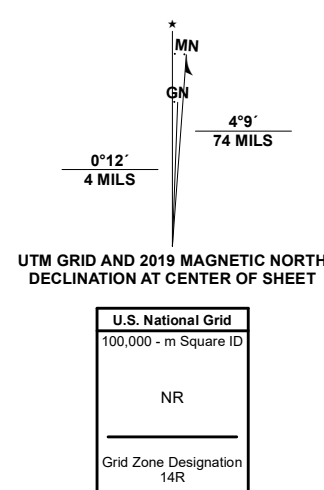 ★
MN
GN
4°9´
74 MILS
0°12´
4 MILS
UTM GRID AND 2019 MAGNETIC NORTH
DECLINATION AT CENTER OF SHEET
U.S. National Grid
100,000 - m Square ID
NR
Grid Zone Designation
14R